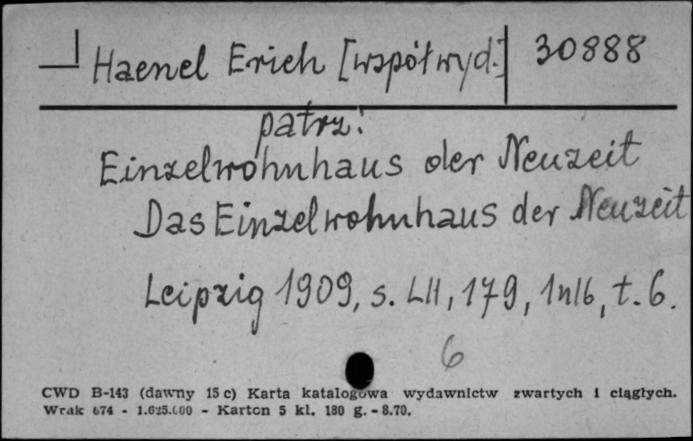 Haenel Erich [współwyd.] 30888
patrz:
Einzelwohnhaus der Neuzeit
Das Einzelwohnhaus der Neuzeit
Leipzig 1909, s. LII, 179, 1nlb, t. 6.
6
CWD B-143 (dawny 15 c) Karta katalogowa wydawnictw zwartych i ciągłych.
Wrak 674 - 1.625.000 - Karton 5 kl. 180 g. - 8.70.